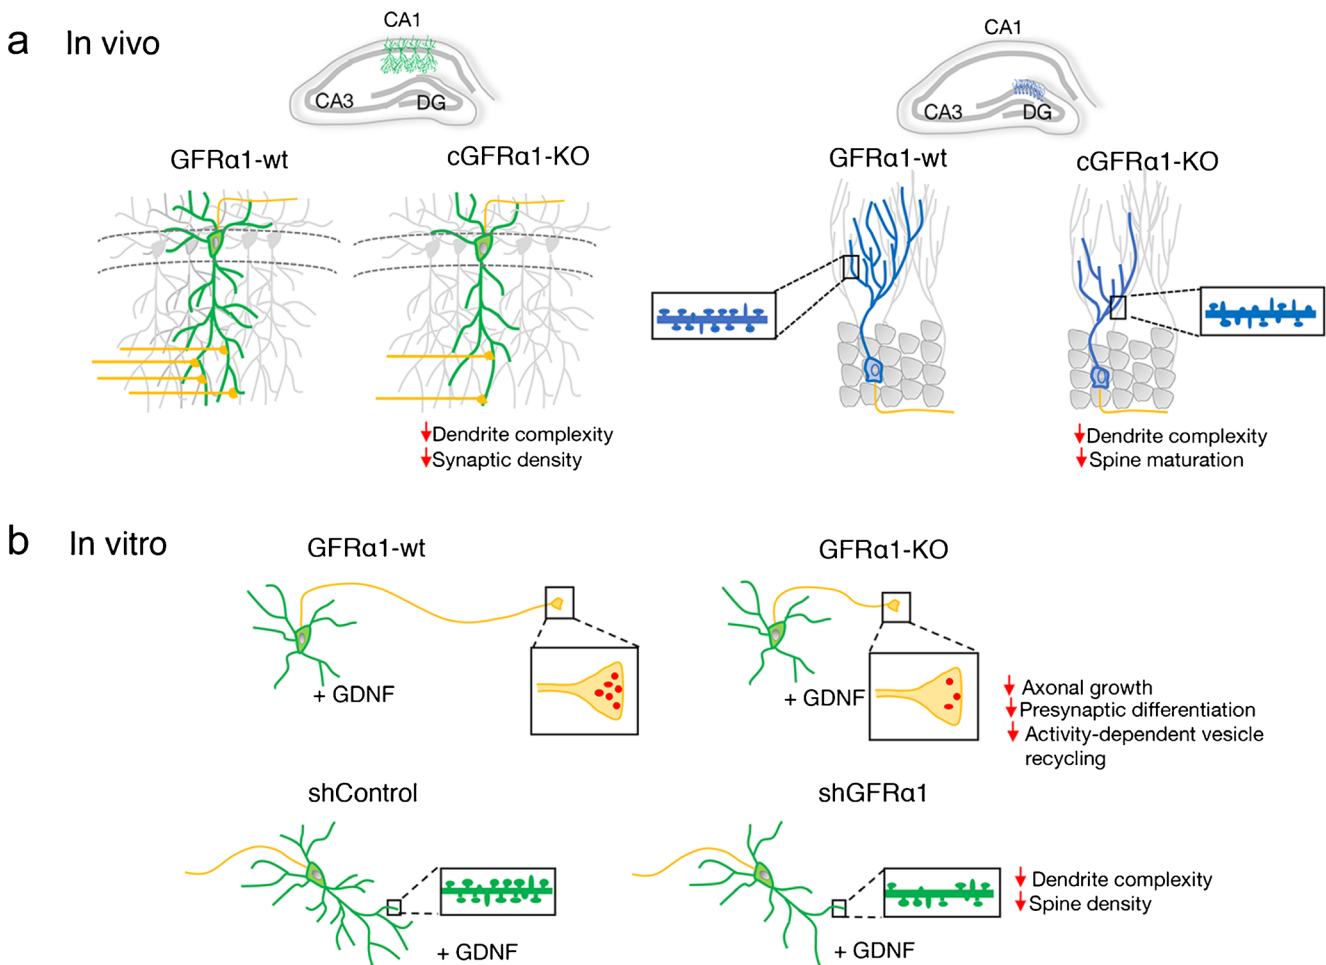 a In vivo
CA1
CA3 DG
GFRα1-wt
cGFRα1-KO
↓Dendrite complexity
↓Synaptic density
CA1
CA3 DG
GFRα1-wt
cGFRα1-KO
↓Dendrite complexity
↓Spine maturation
b In vitro
GFRα1-wt
+ GDNF
GFRα1-KO
+ GDNF
↓ Axonal growth
↓Presynaptic differentiation
↓ Activity-dependent vesicle
recycling
shControl
+ GDNF
shGFRα1
+ GDNF
↓ Dendrite complexity
↓ Spine density